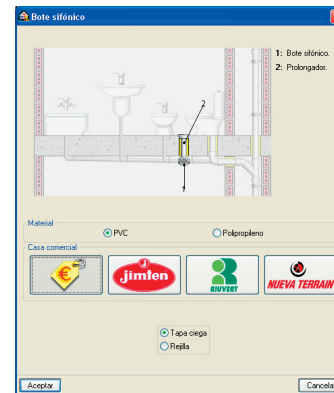 Bote sifónico
1: Bote sifónico.
2: Prolongador.
2
1
Material
PVC
Polipropileno
Casa comercial
€
jimten
RIUVERT
NUEVA TERRAIN
Tapa ciega
Rejilla
Aceptar
Cancela